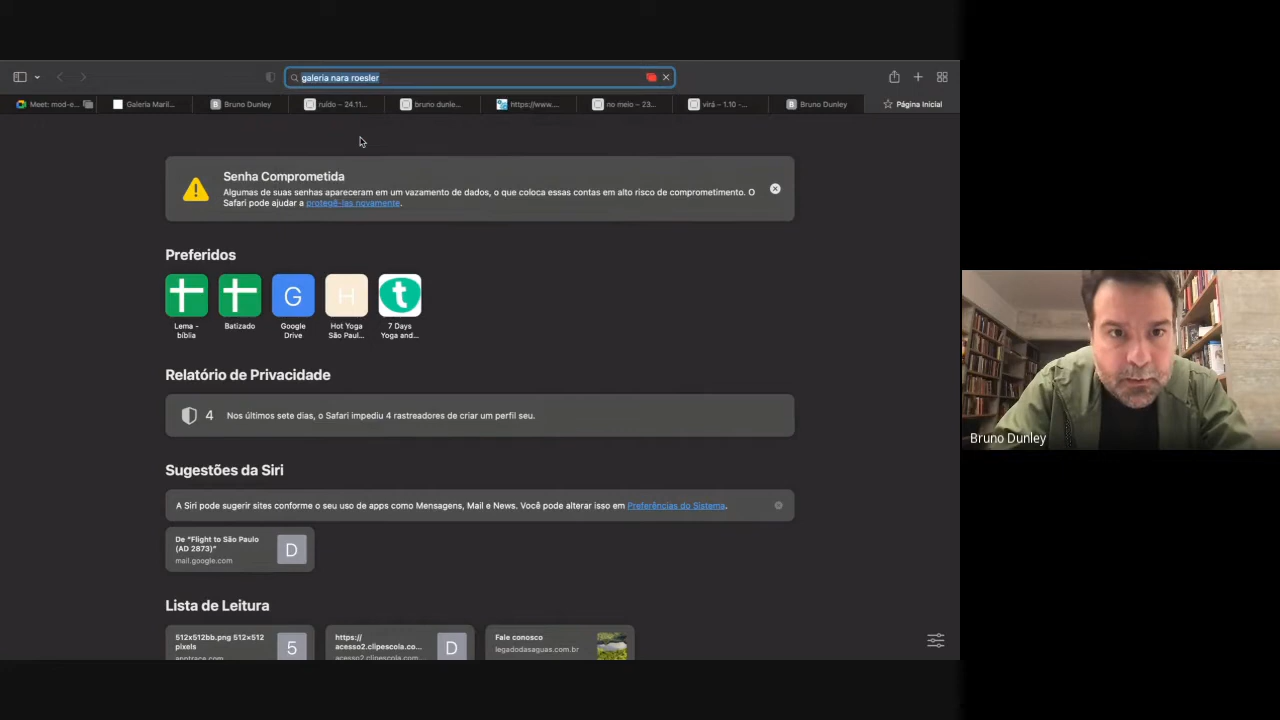 galeria nara roesler
Meet: mod-e...
Galeria Maril...
Bruno Dunley
ruído – 24.11...
bruno dunle...
https://www....
no meio – 23...
virá – 1.10 -...
Bruno Dunley
Página Inicial
Senha Comprometida
Algumas de suas senhas apareceram em um vazamento de dados, o que coloca essas contas em alto risco de comprometimento. O
Safari pode ajudar a protegê-las novamente.
Preferidos
G
H
t
Lema -
bíblia
Batizado
Google
Drive
Hot Yoga
São Paul...
7 Days
Yoga and...
Relatório de Privacidade
4
Nos últimos sete dias, o Safari impediu 4 rastreadores de criar um perfil seu.
Sugestões da Siri
A Siri pode sugerir sites conforme o seu uso de apps como Mensagens, Mail e News. Você pode alterar isso em Preferências do Sistema.
De “Flight to São Paulo
(AD 2873)”
mail.google.com
D
Lista de Leitura
512x512bb.png 512×512
pixels
apptrace.com
5
https://
acesso2.clipescola.co...
acesso2.clipescola.com...
D
Fale conosco
legadodasaguas.com.br
Bruno Dunley